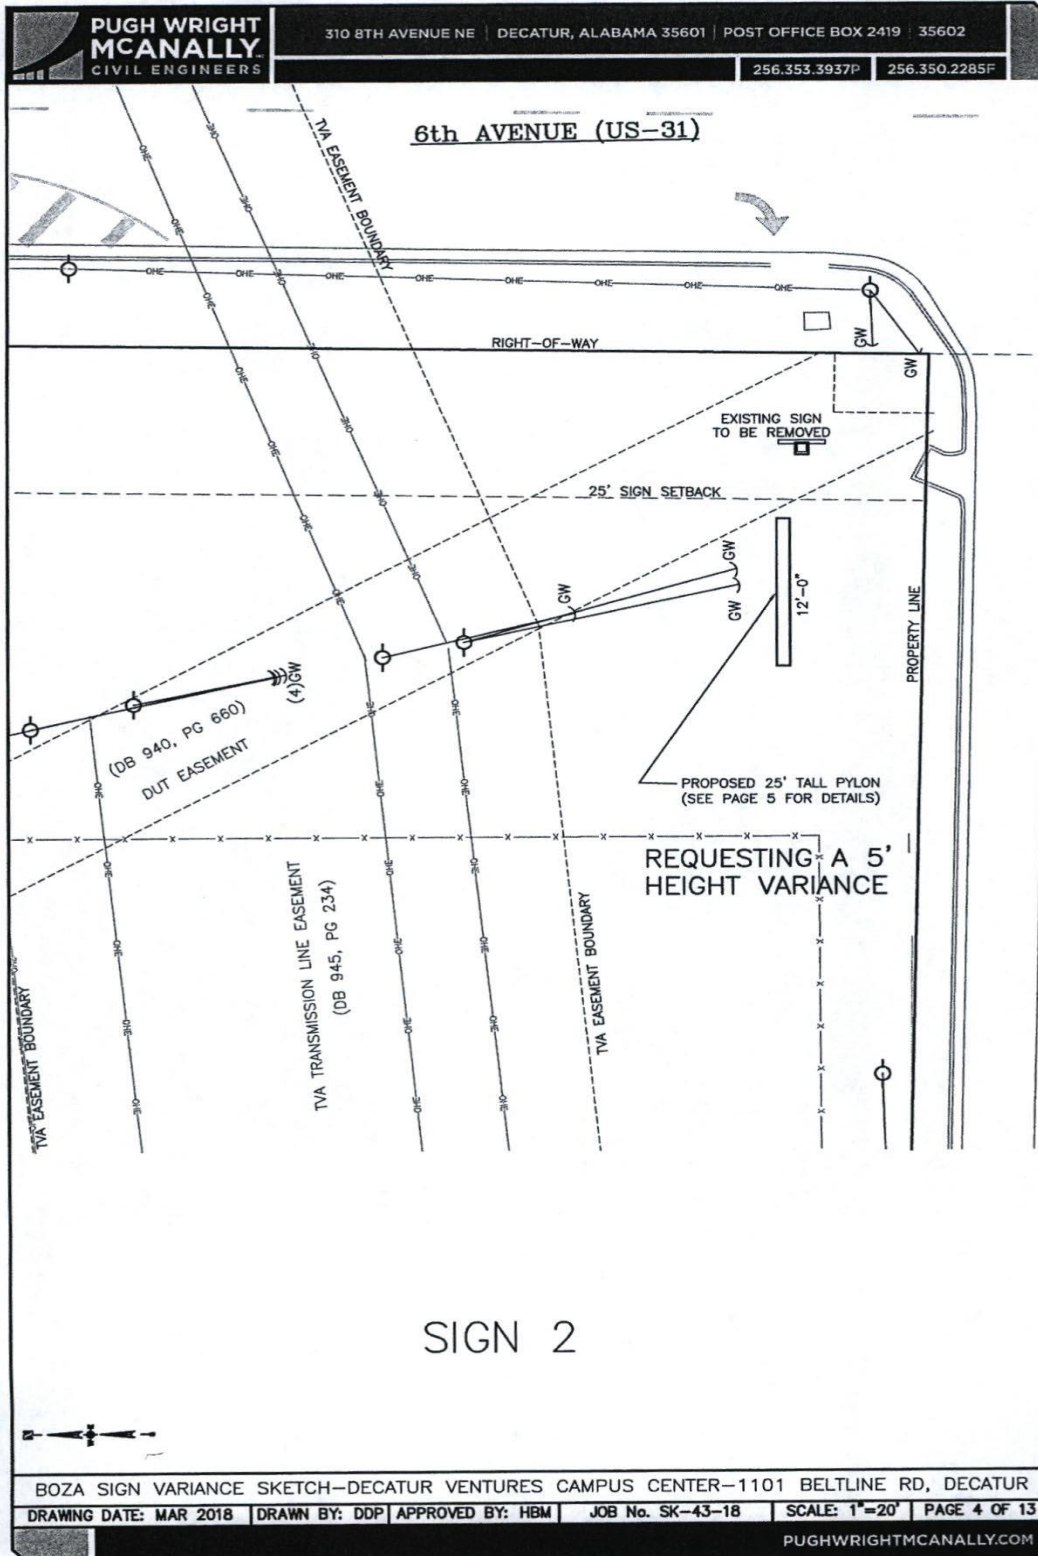 PUGH WRIGHT
MCANALLY
CIVIL ENGINEERS
310 8TH AVENUE NE | DECATUR, ALABAMA 35601 | POST OFFICE BOX 2419 | 35602
256.353.3937P
256.350.2285F
6th AVENUE (US-31)
TVA EASEMENT BOUNDARY
OHE
RIGHT-OF-WAY
GW
GW
EXISTING SIGN
TO BE REMOVED
25' SIGN SETBACK
GW
GW
GW
12'-0"
PROPERTY LINE
(4)GW
(DB 940, PG 660)
DUT EASEMENT
PROPOSED 25' TALL PYLON
(SEE PAGE 5 FOR DETAILS)
REQUESTING A 5'
HEIGHT VARIANCE
TVA TRANSMISSION LINE EASEMENT
(DB 945, PG 234)
TVA EASEMENT BOUNDARY
TVA EASEMENT BOUNDARY
SIGN 2
BOZA SIGN VARIANCE SKETCH-DECATUR VENTURES CAMPUS CENTER-1101 BELTLINE RD, DECATUR
DRAWING DATE: MAR 2018 | DRAWN BY: DDP | APPROVED BY: HBM | JOB No. SK-43-18 | SCALE: 1"=20' | PAGE 4 OF 13
PUGHWRIGHTMCANALLY.COM